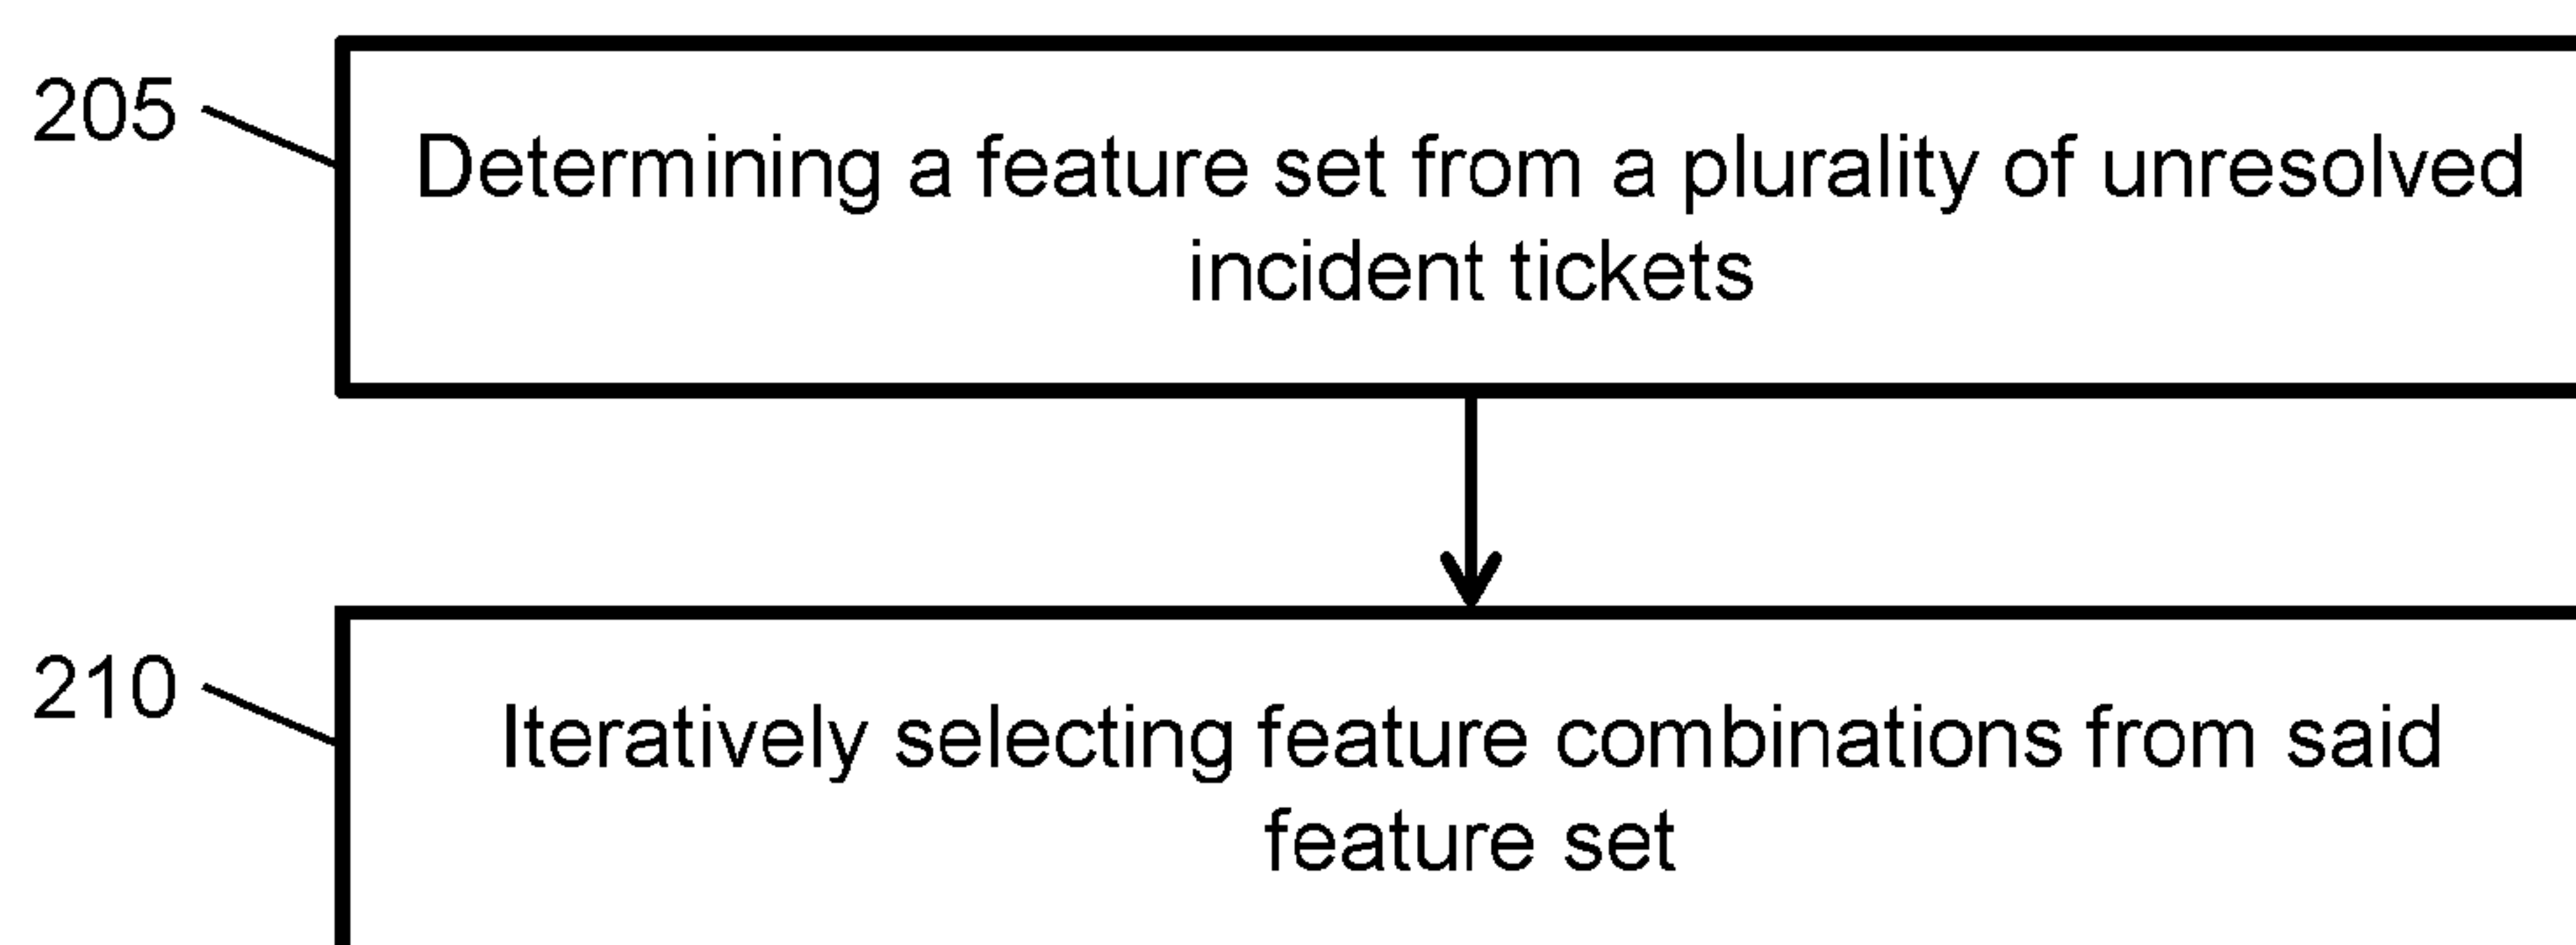 205
Determining a feature set from a plurality of unresolved
incident tickets
210
Iteratively selecting feature combinations from said
feature set